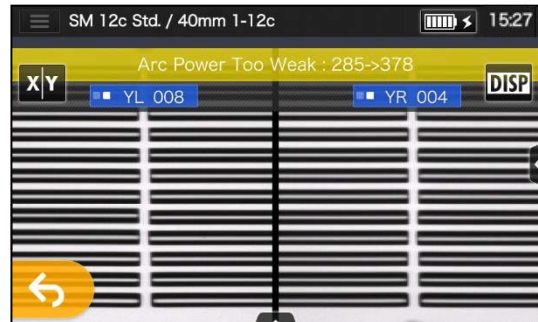 SM 12c Std. / 40mm 1-12c
15:27
Arc Power Too Weak : 285->378
X|Y
DISP
YL 008
YR 004